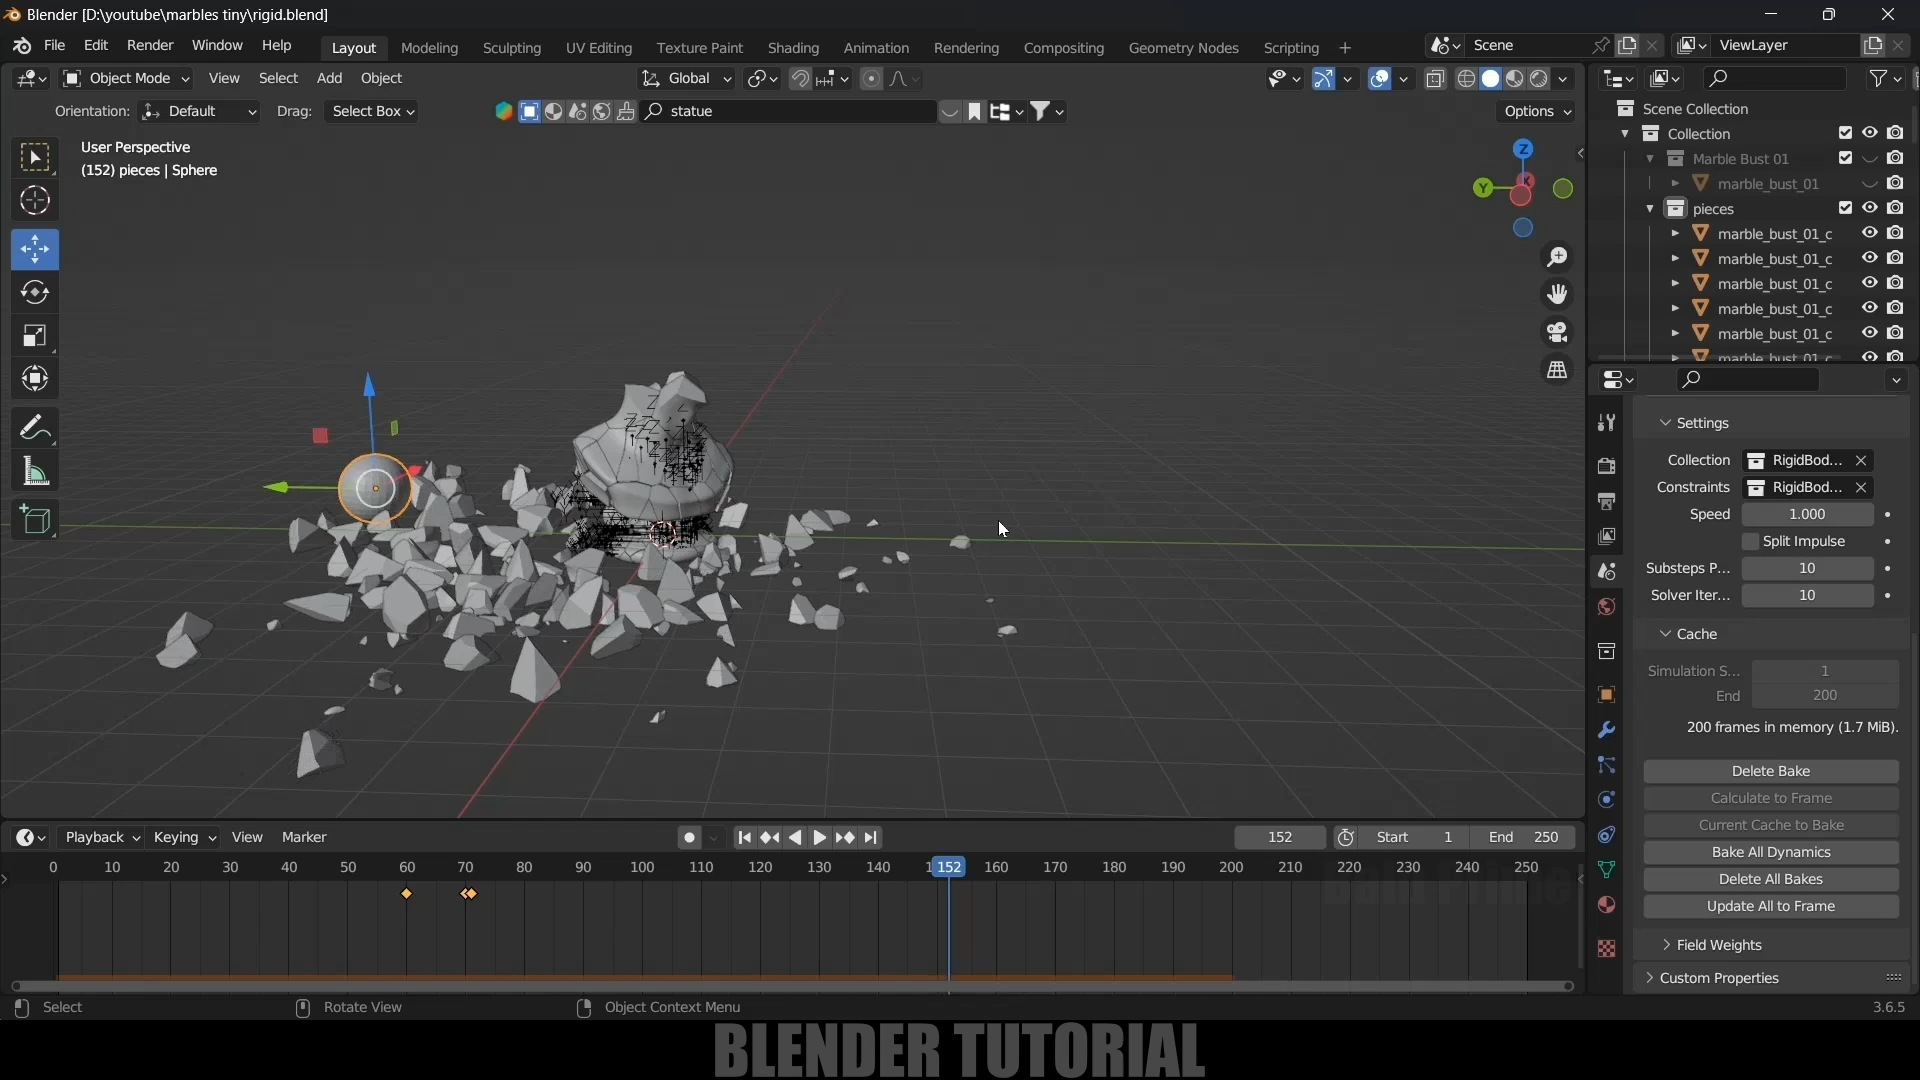 Blender [D:\youtube\marbles tiny\rigid.blend]
File Edit Render Window Help Layout Modeling Sculpting UV Editing Texture Paint Shading Animation Rendering Compositing Geometry Nodes Scripting + Scene ViewLayer
Object Mode View Select Add Object Global
Orientation: Default Drag: Select Box statue Options
User Perspective
(152) pieces | Sphere
Z
Y
X
Scene Collection
Collection
Marble Bust 01
marble_bust_01
pieces
marble_bust_01_c
marble_bust_01_c
marble_bust_01_c
marble_bust_01_c
marble_bust_01_c
marble_bust_01_c
Settings
Collection RigidBod...
Constraints RigidBod...
Speed 1.000
Split Impulse
Substeps P... 10
Solver Iter... 10
Cache
Simulation S... 1
End 200
200 frames in memory (1.7 MiB).
Delete Bake
Calculate to Frame
Current Cache to Bake
Bake All Dynamics
Delete All Bakes
Update All to Frame
Field Weights
Custom Properties
Playback Keying View Marker 152 Start 1 End 250
0 10 20 30 40 50 60 70 80 90 100 110 120 130 140 152 160 170 180 190 200 210 220 230 240 250
Select Rotate View Object Context Menu 3.6.5
BLENDER TUTORIAL